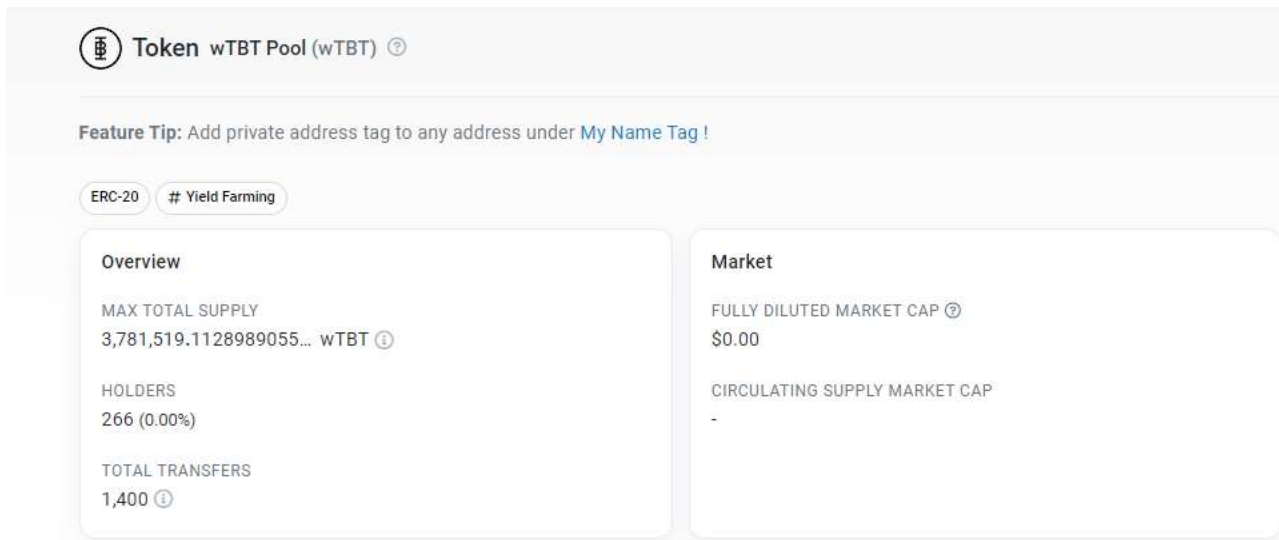 Token wTBT Pool (wTBT)
Feature Tip: Add private address tag to any address under My Name Tag !
ERC-20 # Yield Farming
Overview
MAX TOTAL SUPPLY
3,781,519.1128989055... wTBT
HOLDERS
266 (0.00%)
TOTAL TRANSFERS
1,400
Market
FULLY DILUTED MARKET CAP
$0.00
CIRCULATING SUPPLY MARKET CAP
-